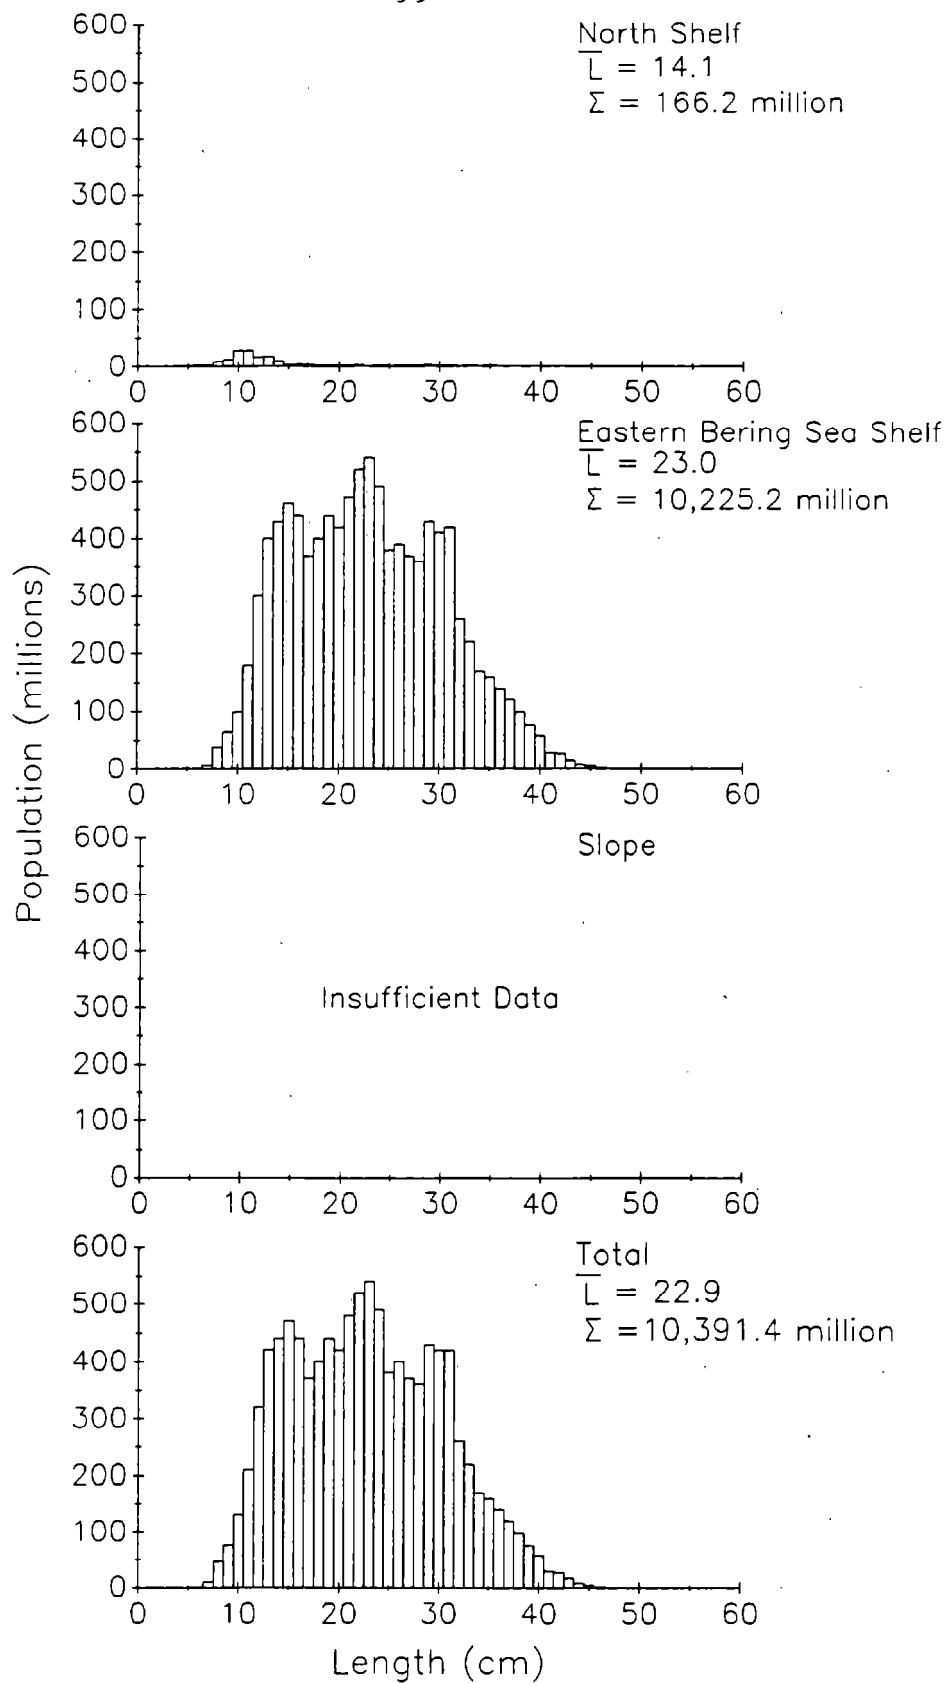 600
500
400
300
200
100
0
0 10 20 30 40 50 60
North Shelf
L = 14.1
Σ = 166.2 million
600
500
400
300
200
100
0
0 10 20 30 40 50 60
Eastern Bering Sea Shelf
L = 23.0
Σ = 10,225.2 million
Population (millions)
600
500
400
300
200
100
0
0 10 20 30 40 50 60
Slope
Insufficient Data
600
500
400
300
200
100
0
0 10 20 30 40 50 60
Total
L = 22.9
Σ =10,391.4 million
Length (cm)